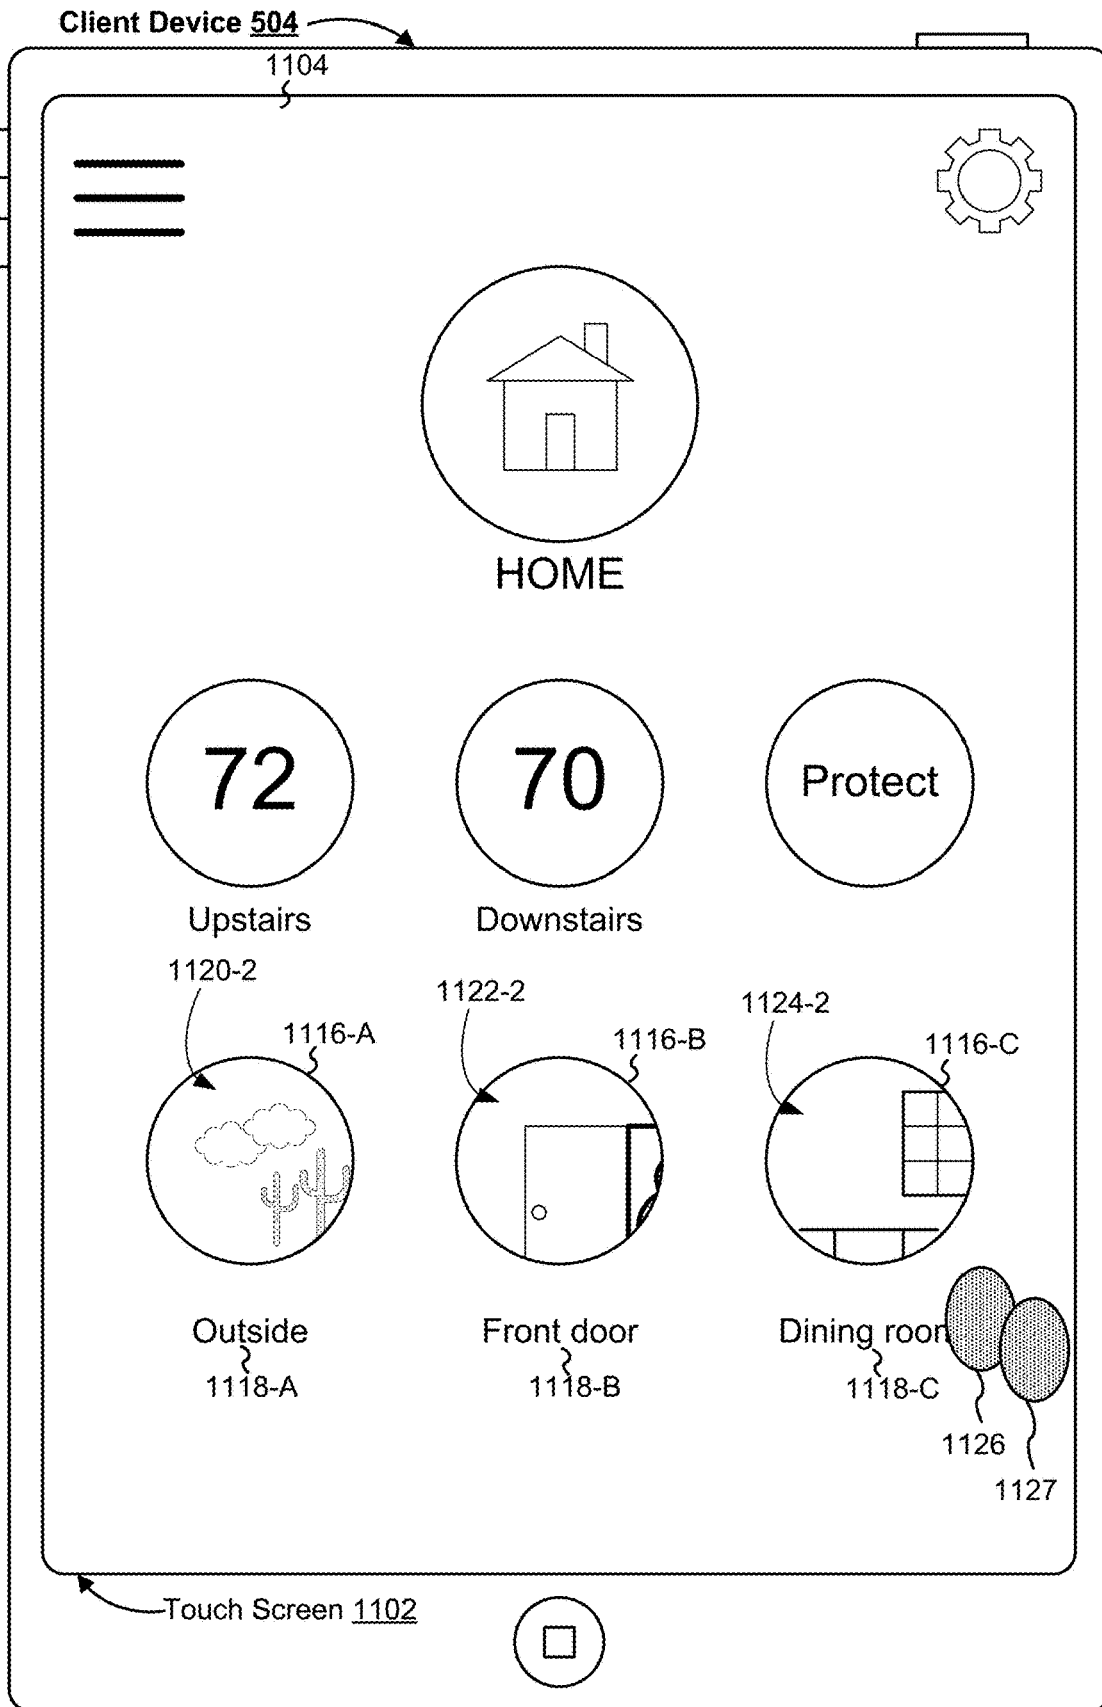 Client Device 504
1104
HOME
72
70
Protect
Upstairs
Downstairs
1120-2
1122-2
1124-2
1116-A
1116-B
1116-C
Outside
Front door
Dining roon
1118-A
1118-B
1118-C
1126
1127
Touch Screen 1102